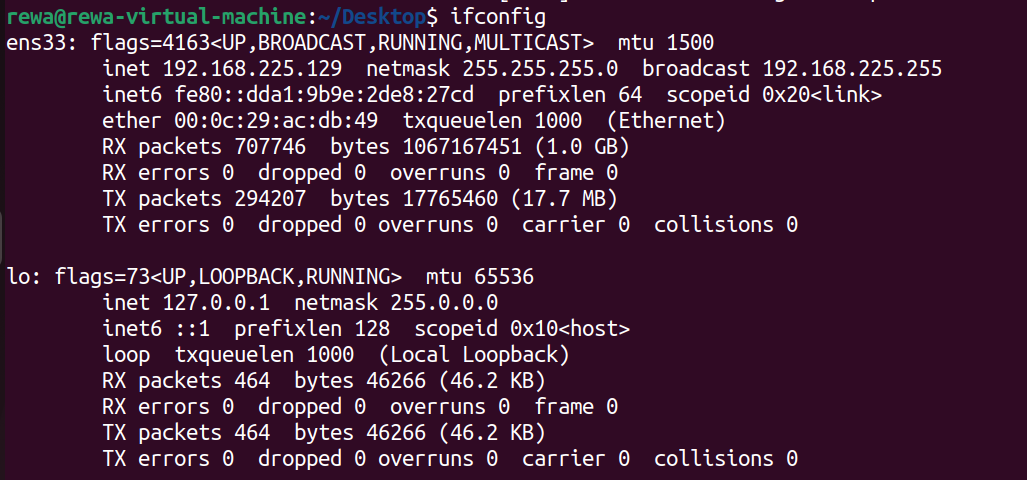 rewa@rewa-virtual-machine:~/Desktop$ ifconfig
ens33: flags=4163<UP,BROADCAST,RUNNING,MULTICAST>  mtu 1500
        inet 192.168.225.129  netmask 255.255.255.0  broadcast 192.168.225.255
        inet6 fe80::dda1:9b9e:2de8:27cd  prefixlen 64  scopeid 0x20<link>
        ether 00:0c:29:ac:db:49  txqueuelen 1000  (Ethernet)
        RX packets 707746  bytes 1067167451 (1.0 GB)
        RX errors 0  dropped 0  overruns 0  frame 0
        TX packets 294207  bytes 17765460 (17.7 MB)
        TX errors 0  dropped 0 overruns 0  carrier 0  collisions 0

lo: flags=73<UP,LOOPBACK,RUNNING>  mtu 65536
        inet 127.0.0.1  netmask 255.0.0.0
        inet6 ::1  prefixlen 128  scopeid 0x10<host>
        loop  txqueuelen 1000  (Local Loopback)
        RX packets 464  bytes 46266 (46.2 KB)
        RX errors 0  dropped 0  overruns 0  frame 0
        TX packets 464  bytes 46266 (46.2 KB)
        TX errors 0  dropped 0 overruns 0  carrier 0  collisions 0